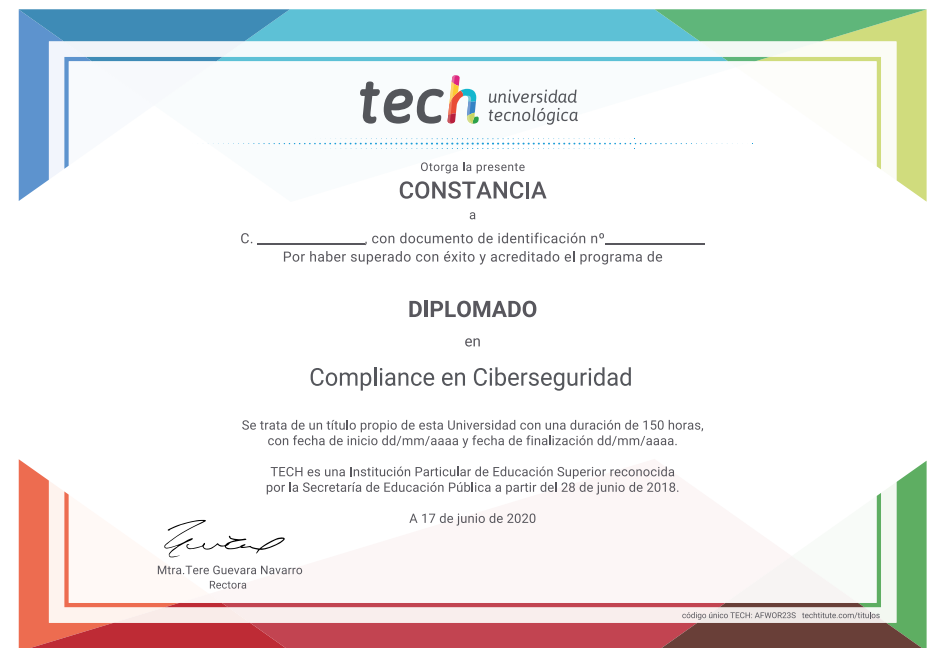 tech universidad
tecnológica
Otorga la presente
CONSTANCIA
a
C. ______________, con documento de identificación nº_____________
Por haber superado con éxito y acreditado el programa de
DIPLOMADO
en
Compliance en Ciberseguridad
Se trata de un título propio de esta Universidad con una duración de 150 horas,
con fecha de inicio dd/mm/aaaa y fecha de finalización dd/mm/aaaa.
TECH es una Institución Particular de Educación Superior reconocida
por la Secretaría de Educación Pública a partir del 28 de junio de 2018.
A 17 de junio de 2020
Mtra.Tere Guevara Navarro
Rectora
código único TECH: AFWOR23S techtitute.com/titulos